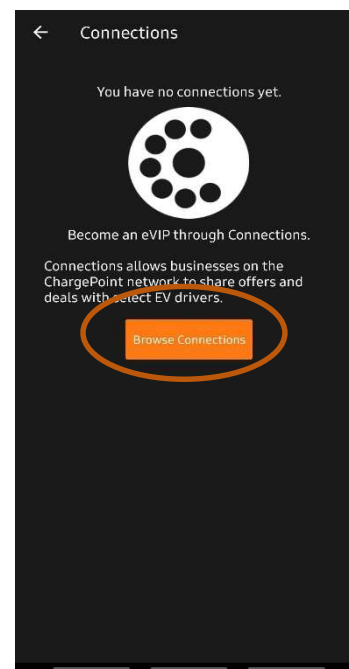 Connections
You have no connections yet.
Become an eVIP through Connections.
Connections allows businesses on the
ChargePoint network to share offers and
deals with select EV drivers.
Browse Connections